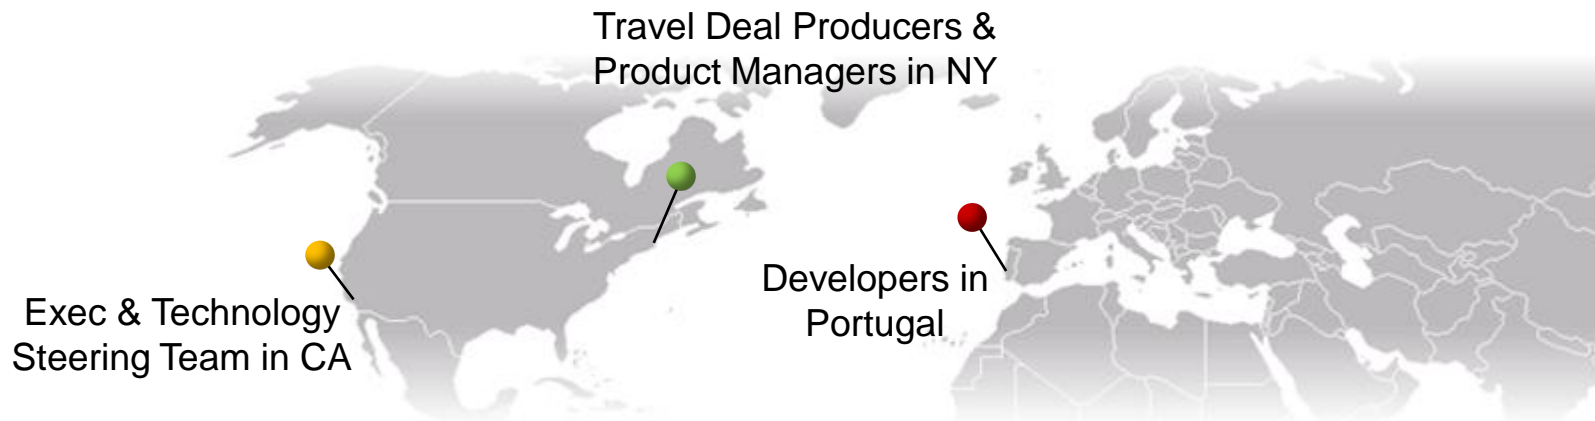 Travel Deal Producers &
Product Managers in NY
Exec & Technology
Steering Team in CA
Developers in
Portugal